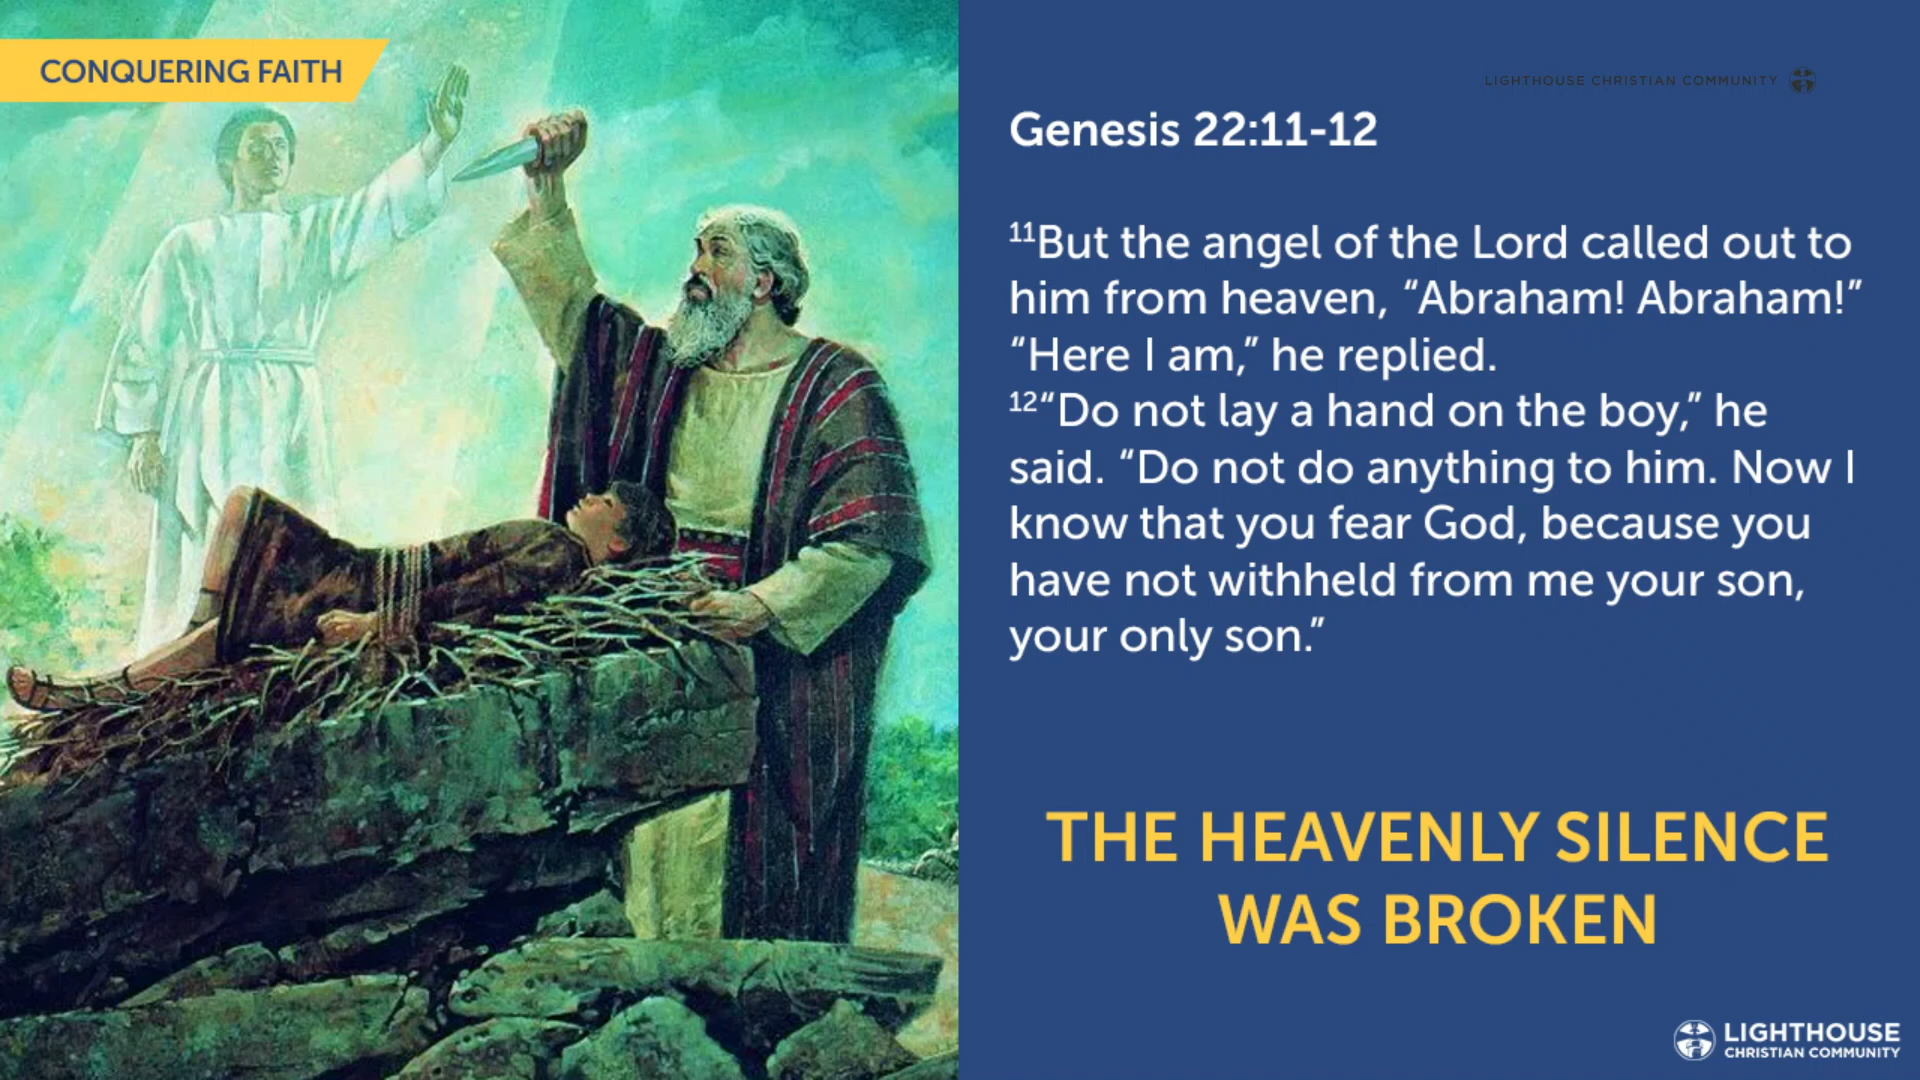 CONQUERING FAITH
LIGHTHOUSE CHRISTIAN COMMUNITY
Genesis 22:11-12
¹¹But the angel of the Lord called out to
him from heaven, “Abraham! Abraham!”
“Here I am,” he replied.
¹²“Do not lay a hand on the boy,” he
said. “Do not do anything to him. Now I
know that you fear God, because you
have not withheld from me your son,
your only son.”
THE HEAVENLY SILENCE
WAS BROKEN
LIGHTHOUSE
CHRISTIAN COMMUNITY